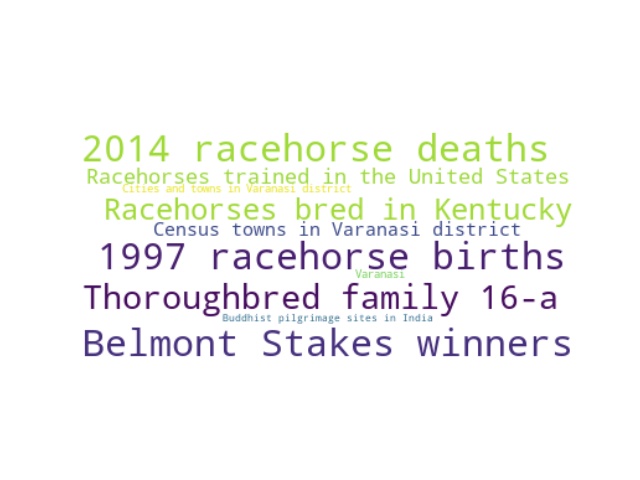 2014 racehorse deaths
Racehorses trained in the United States
Cities and towns in Varanasi district
Racehorses bred in Kentucky
Census towns in Varanasi district
1997 racehorse births
Varanasi
Thoroughbred family 16-a
Buddhist pilgrimage sites in India
Belmont Stakes winners